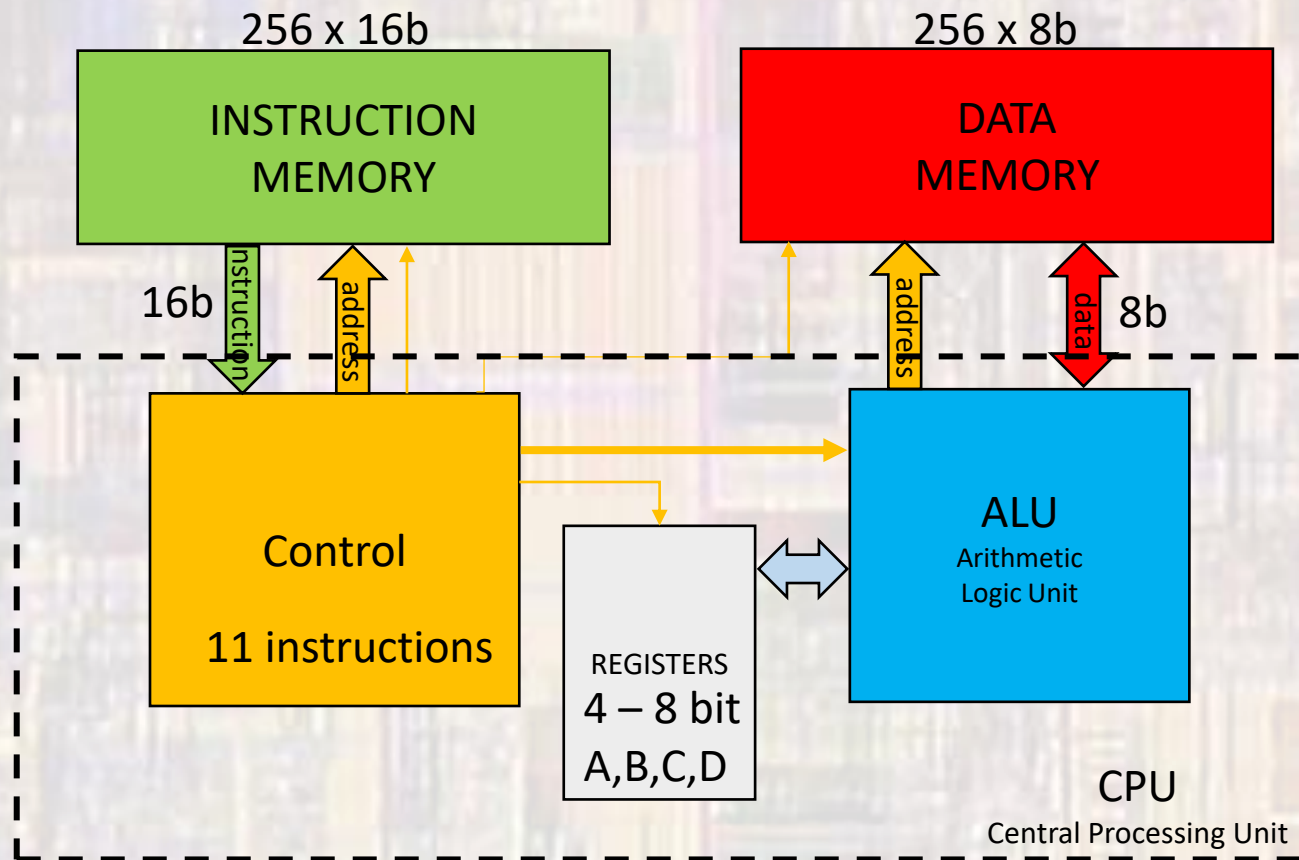 256 x 16b
256 x 8b
INSTRUCTION
MEMORY
DATA
MEMORY
16b
nstruction
address
address
data
8b
Control
11 instructions
REGISTERS
4 – 8 bit
A,B,C,D
ALU
Arithmetic
Logic Unit
CPU
Central Processing Unit